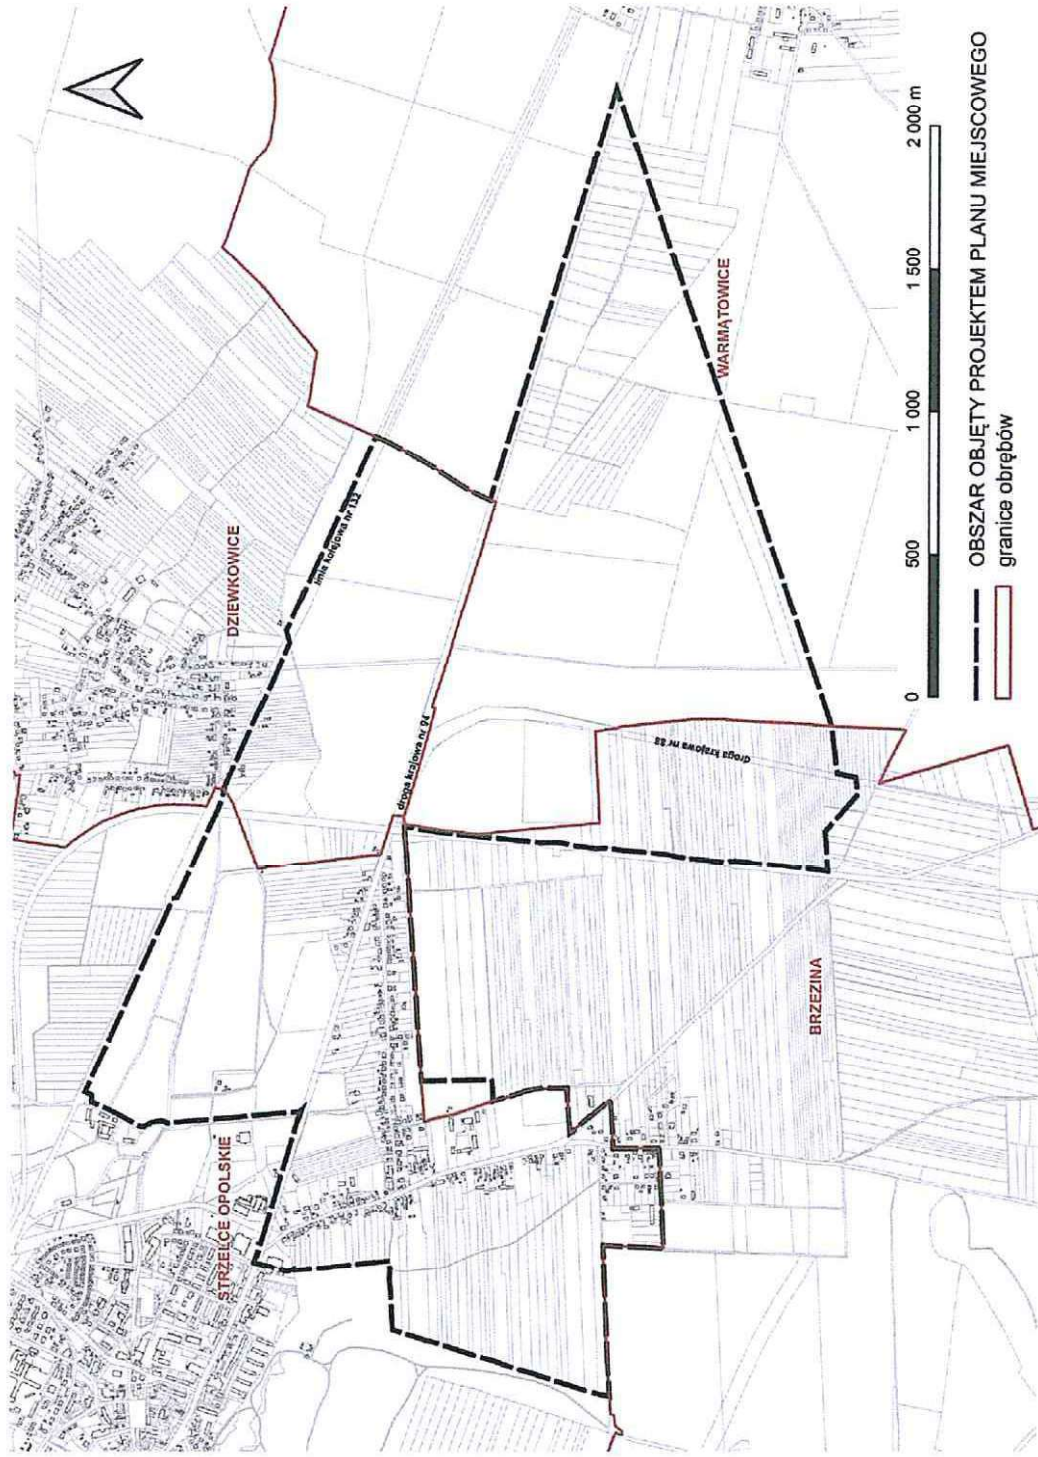 STRZELCE OPOLSKIE
DZIEWKOWICE
linia kolejowa nr 132
droga krajowa nr 94
droga krajowa nr 88
BRZEZINA
WARMĄTOWICE
0 500 1 000 1 500 2 000 m
OBSZAR OBJĘTY PROJEKTEM PLANU MIEJSCOWEGO
granice obrębów